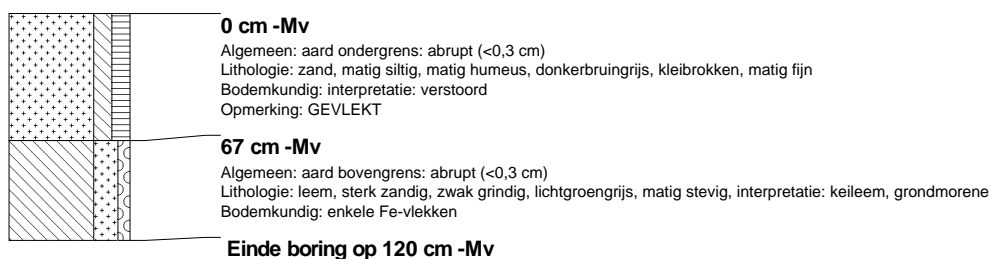 0 cm -Mv
Algemeen: aard ondergrens: abrupt (<0,3 cm)
Lithologie: zand, matig siltig, matig humeus, donkerbruingrijs, kleibrokken, matig fijn
Bodemkundig: interpretatie: verstoord
Opmerking: GEVLEKT
67 cm -Mv
Algemeen: aard bovengrens: abrupt (<0,3 cm)
Lithologie: leem, sterk zandig, zwak grindig, lichtgroengrijs, matig stevig, interpretatie: keileem, grondmorene
Bodemkundig: enkele Fe-vlekken
Einde boring op 120 cm -Mv